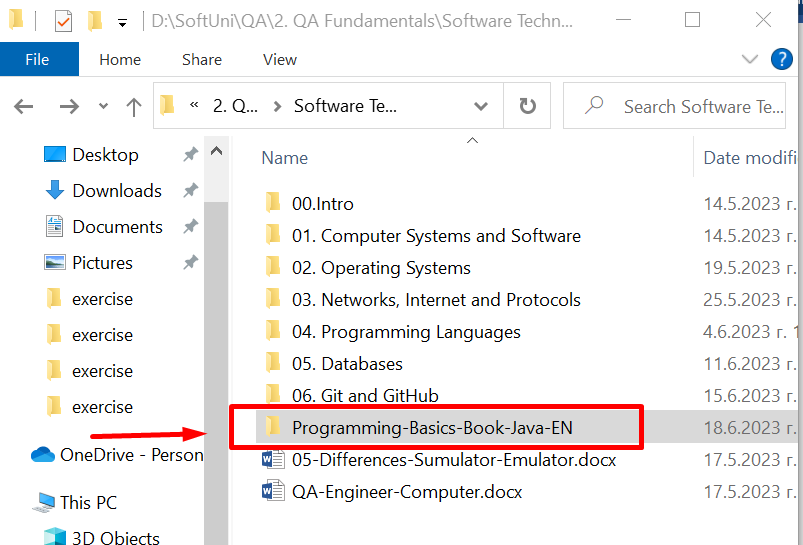 D:\SoftUni\QA\2. QA Fundamentals\Software Techn...
File Home Share View
?
« 2. Q... Software Te... Search Software Te...
Desktop
Downloads
Documents
Pictures
exercise
exercise
exercise
exercise
OneDrive - Person
This PC
3D Objects
Name Date modifi
00.Intro 14.5.2023 г.
01. Computer Systems and Software 14.5.2023 г.
02. Operating Systems 19.5.2023 г.
03. Networks, Internet and Protocols 25.5.2023 г.
04. Programming Languages 4.6.2023 г. 1
05. Databases 11.6.2023 г.
06. Git and GitHub 15.6.2023 г.
Programming-Basics-Book-Java-EN 18.6.2023 г.
05-Differences-Sumulator-Emulator.docx 17.5.2023 г.
QA-Engineer-Computer.docx 17.5.2023 г.